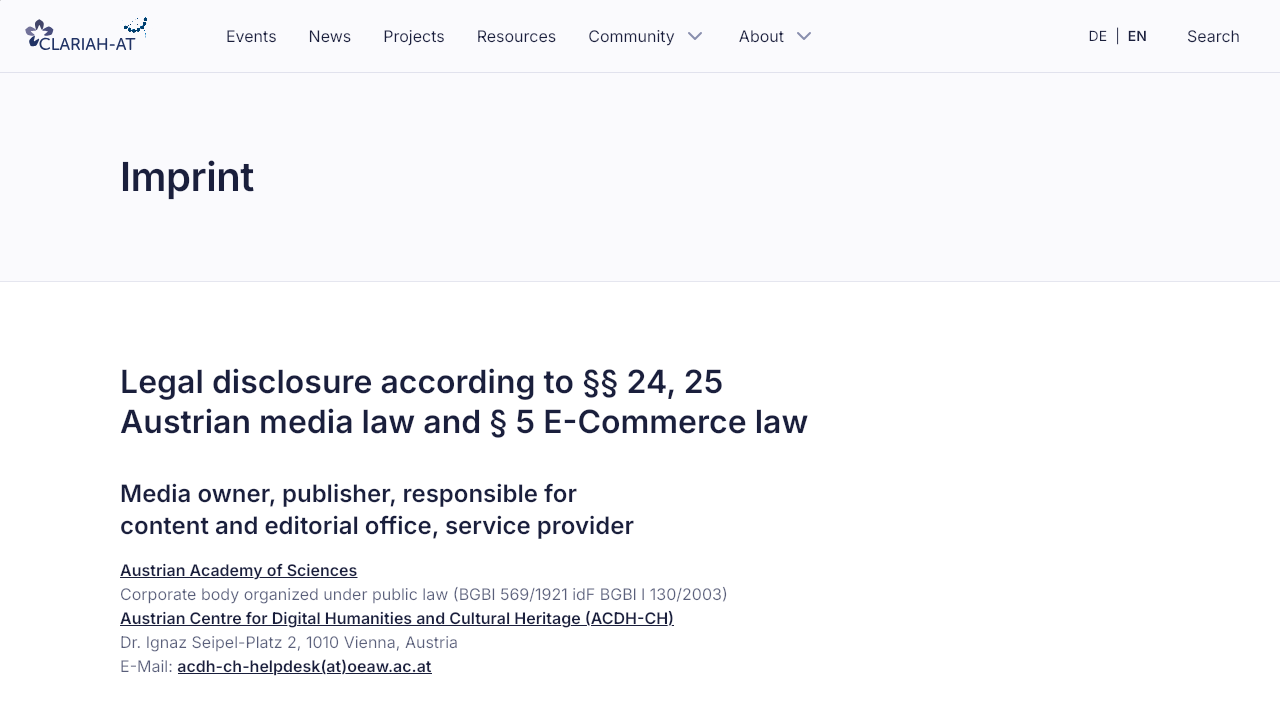 CLARIAH-AT
Events
News
Projects
Resources
Community
About
DE | EN
Search
Imprint
Legal disclosure according to §§ 24, 25
Austrian media law and § 5 E-Commerce law
Media owner, publisher, responsible for
content and editorial office, service provider
Austrian Academy of Sciences
Corporate body organized under public law (BGBI 569/1921 idF BGBI I 130/2003)
Austrian Centre for Digital Humanities and Cultural Heritage (ACDH-CH)
Dr. Ignaz Seipel-Platz 2, 1010 Vienna, Austria
E-Mail: acdh-ch-helpdesk(at)oeaw.ac.at